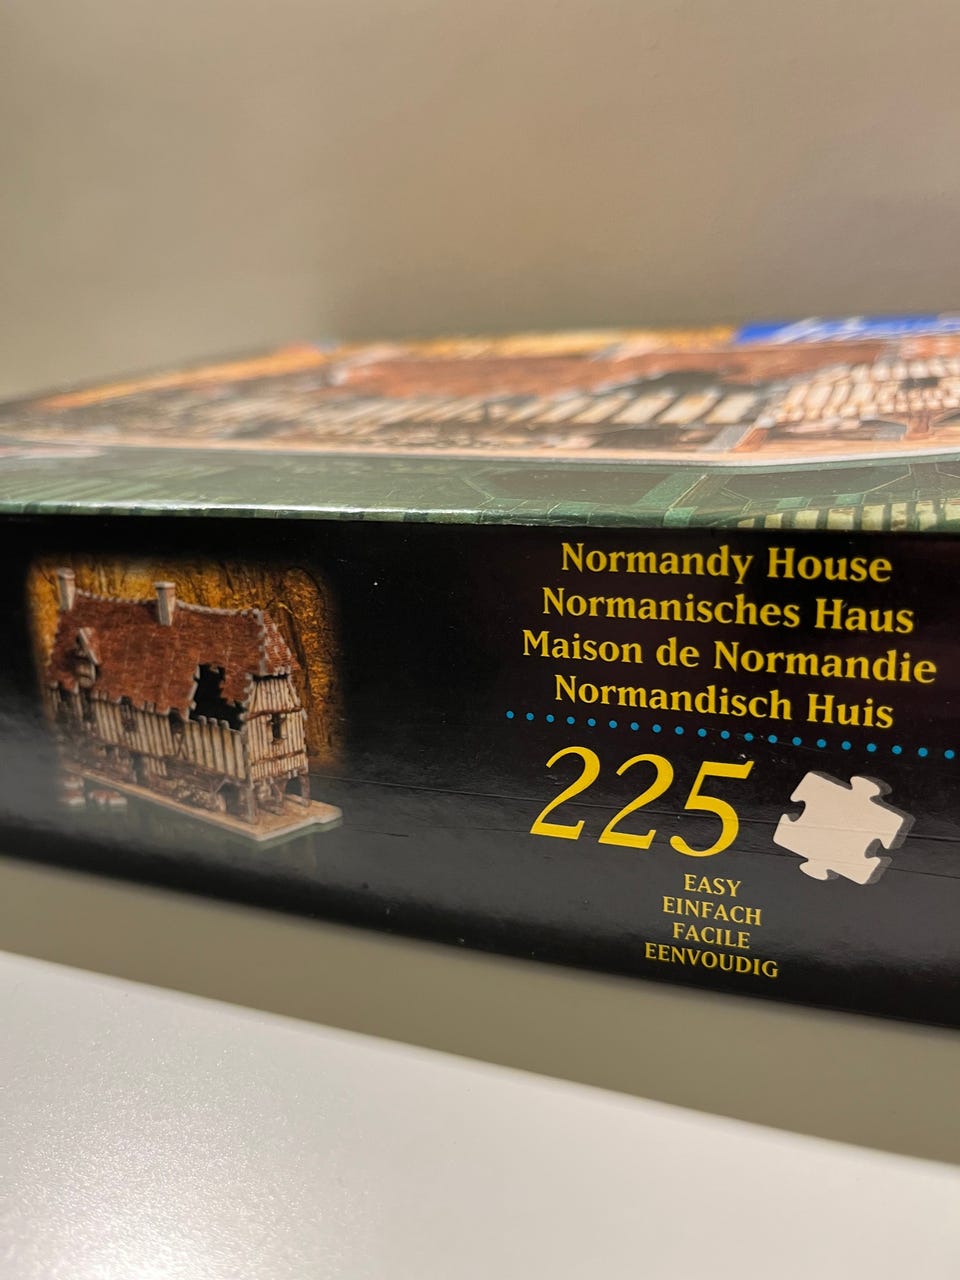 Normandy House
Normanisches Haus
Maison de Normandie
Normandisch Huis
225
EASY
EINFACH
FACILE
EENVOUDIG